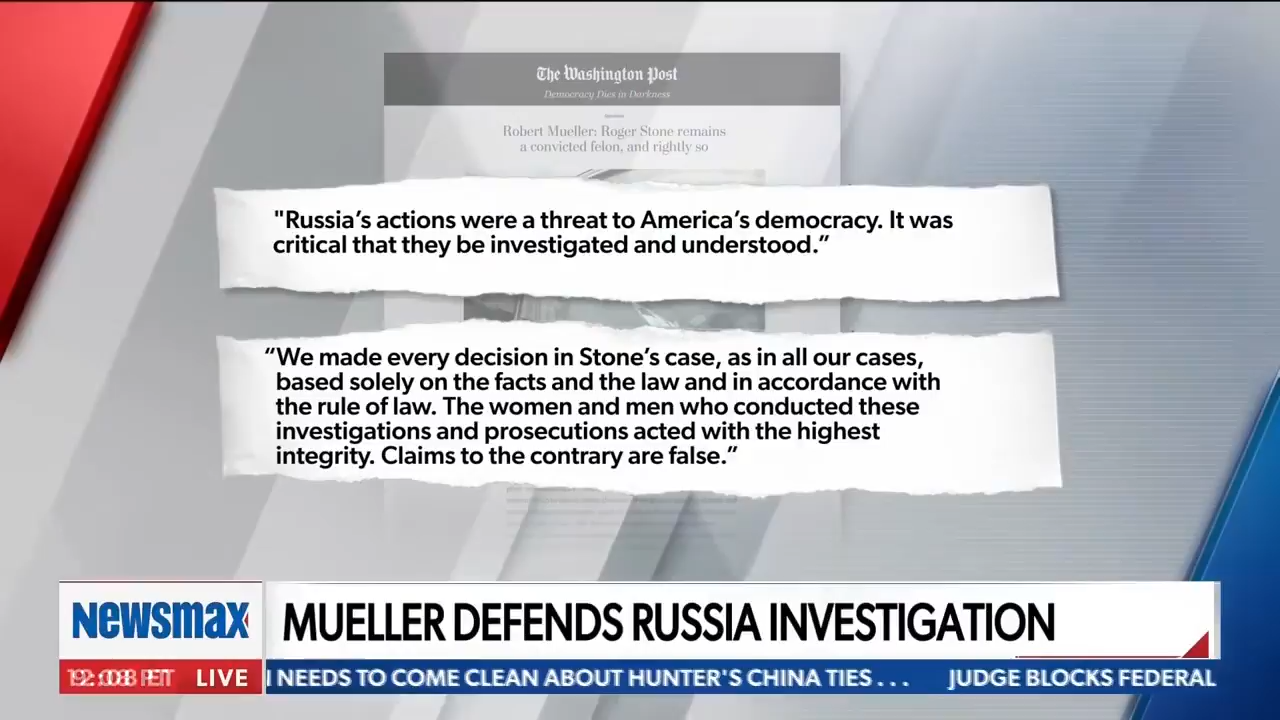 The Washington Post
Democracy Dies in Darkness
Robert Mueller: Roger Stone remains
a convicted felon, and rightly so
"Russia’s actions were a threat to America’s democracy. It was
critical that they be investigated and understood.”
“We made every decision in Stone’s case, as in all our cases,
based solely on the facts and the law and in accordance with
the rule of law. The women and men who conducted these
investigations and prosecutions acted with the highest
integrity. Claims to the contrary are false.”
NEWSMAX
MUELLER DEFENDS RUSSIA INVESTIGATION
ET LIVE
NEEDS TO COME CLEAN ABOUT HUNTER'S CHINA TIES . . . JUDGE BLOCKS FEDERAL